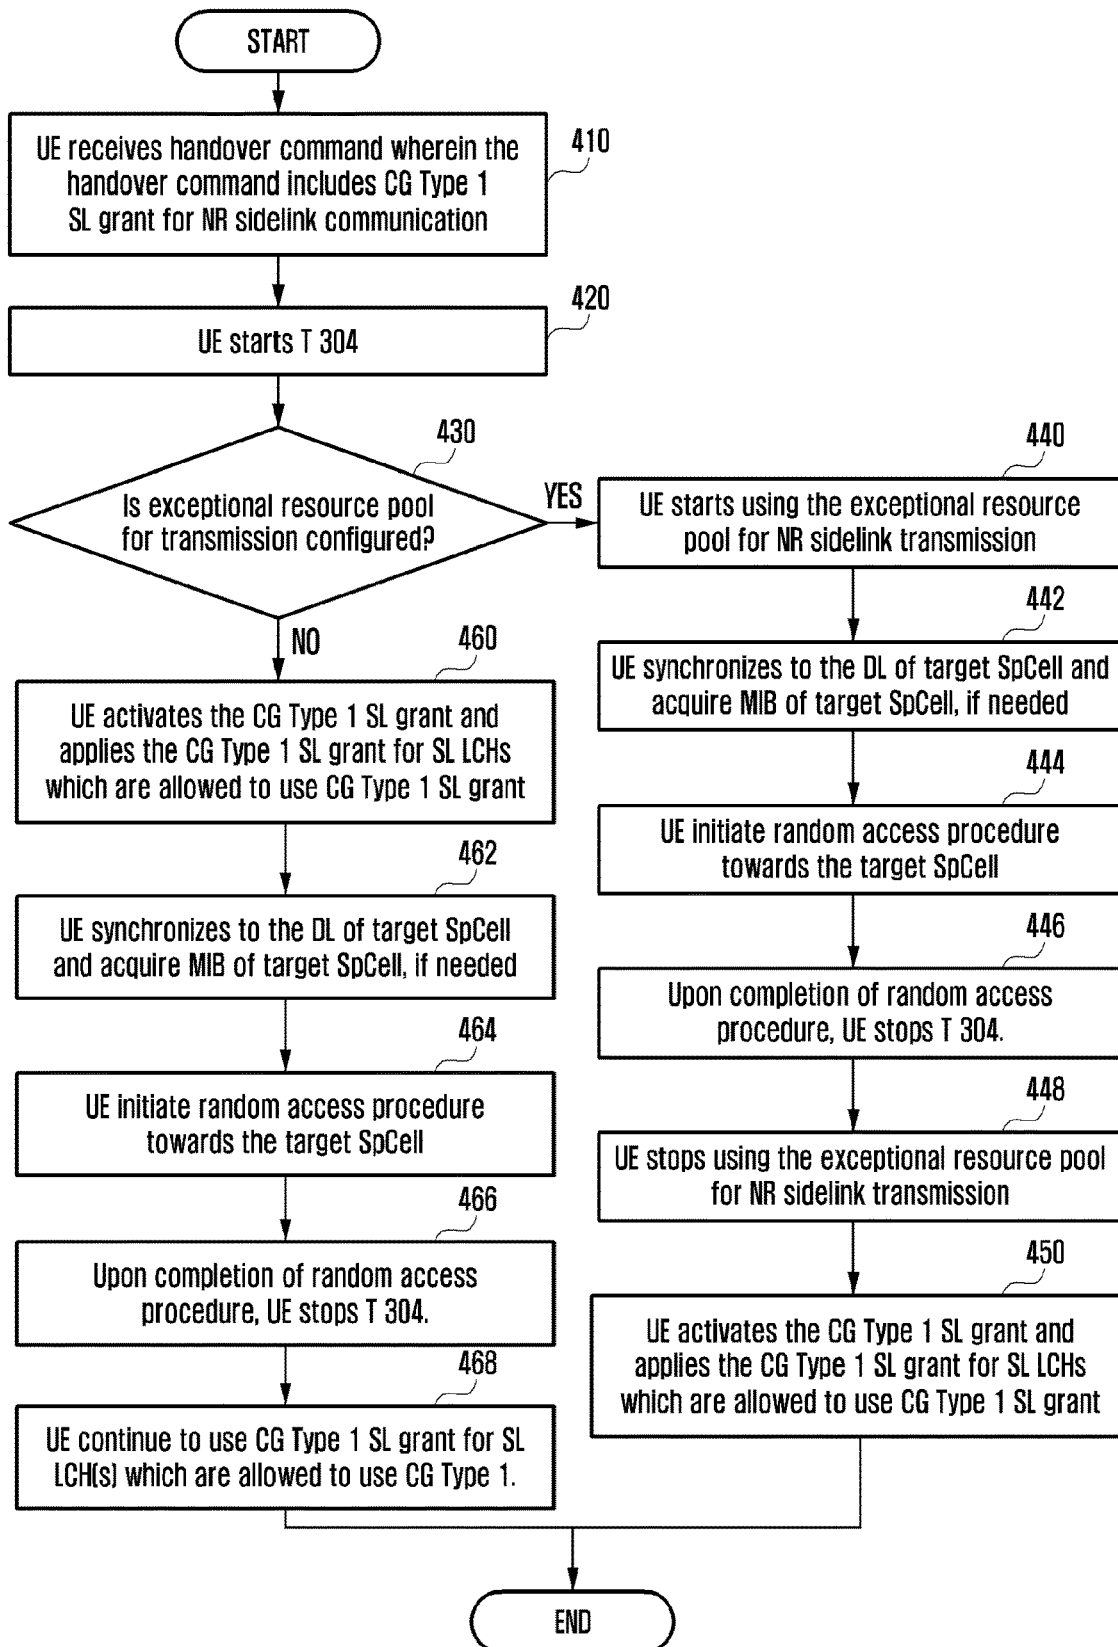 START
UE receives handover command wherein the
handover command includes CG Type 1
SL grant for NR sidelink communication
410
UE starts T 304
420
Is exceptional resource pool
for transmission configured?
430
YES
NO
UE starts using the exceptional resource
pool for NR sidelink transmission
440
UE synchronizes to the DL of target SpCell and
acquire MIB of target SpCell, if needed
442
UE initiate random access procedure
towards the target SpCell
444
Upon completion of random access
procedure, UE stops T 304.
446
UE stops using the exceptional resource pool
for NR sidelink transmission
448
UE activates the CG Type 1 SL grant and
applies the CG Type 1 SL grant for SL LCHs
which are allowed to use CG Type 1 SL grant
450
UE activates the CG Type 1 SL grant and
applies the CG Type 1 SL grant for SL LCHs
which are allowed to use CG Type 1 SL grant
460
UE synchronizes to the DL of target SpCell
and acquire MIB of target SpCell, if needed
462
UE initiate random access procedure
towards the target SpCell
464
Upon completion of random access
procedure, UE stops T 304.
466
UE continue to use CG Type 1 SL grant for SL
LCH(s) which are allowed to use CG Type 1.
468
END